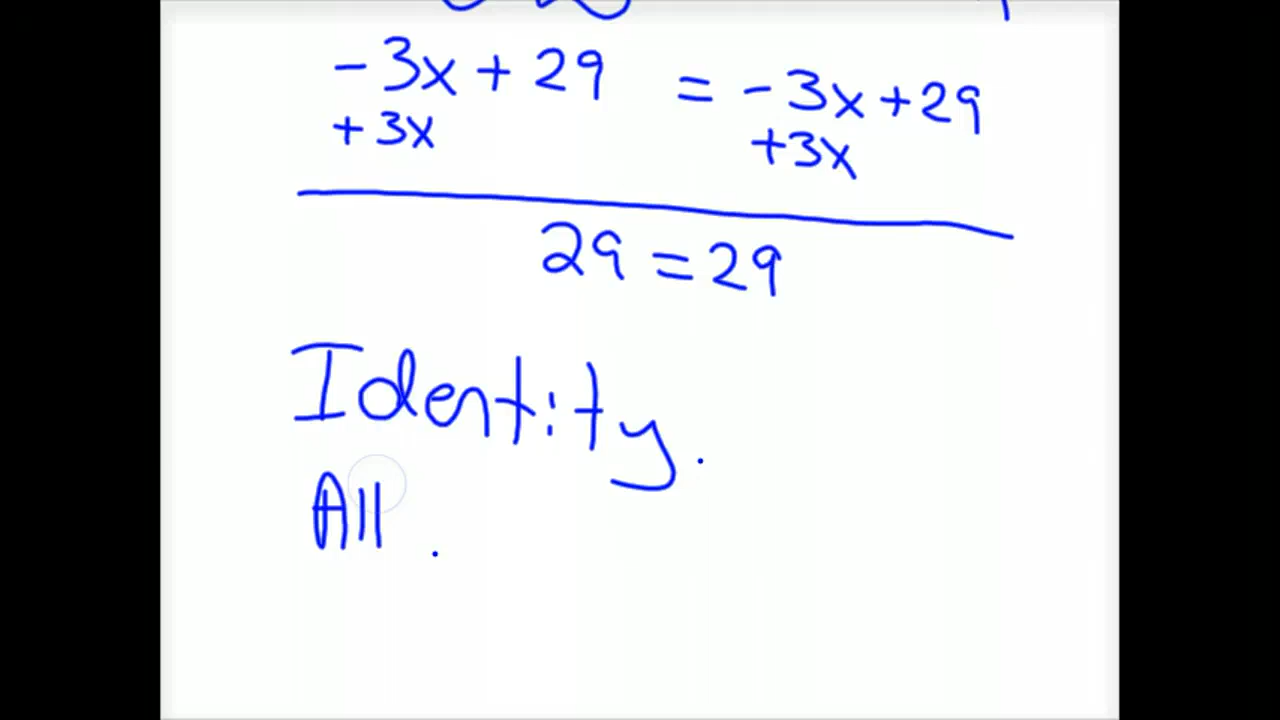 -3x + 29 = -3x + 29
+3x +3x
29 = 29
Identity.
All.